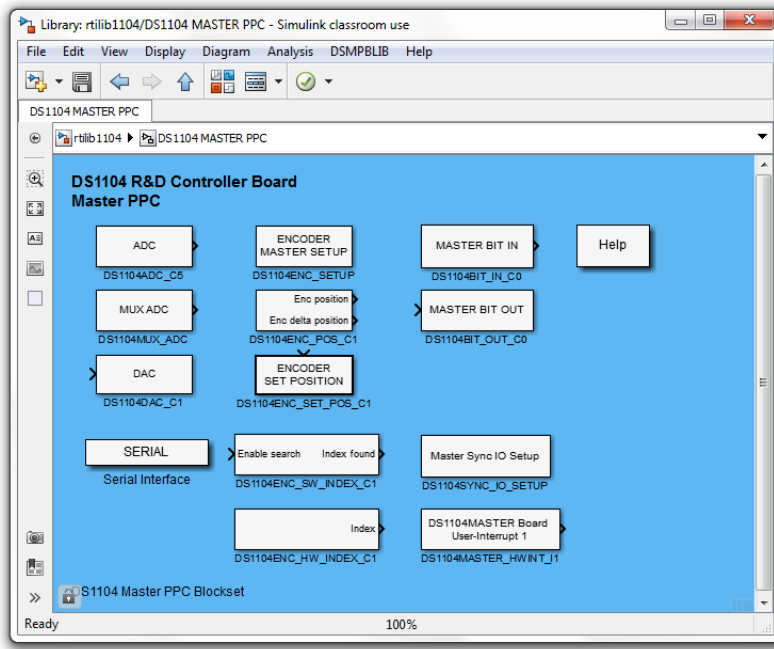 Library: rtilib1104/DS1104 MASTER PPC - Simulink classroom use
File Edit View Display Diagram Analysis DSMPBLIB Help
DS1104 MASTER PPC
rtilib1104 DS1104 MASTER PPC
DS1104 R&D Controller Board
Master PPC
ADC
DS1104ADC_C5
ENCODER
MASTER SETUP
DS1104ENC_SETUP
MASTER BIT IN
DS1104BIT_IN_C0
Help
MUX ADC
DS1104MUX_ADC
Enc position
Enc delta position
DS1104ENC_POS_C1
MASTER BIT OUT
DS1104BIT_OUT_C0
DAC
DS1104DAC_C1
ENCODER
SET POSITION
DS1104ENC_SET_POS_C1
SERIAL
Serial Interface
Enable search Index found
DS1104ENC_SW_INDEX_C1
Master Sync IO Setup
DS1104SYNC_IO_SETUP
Index
DS1104ENC_HW_INDEX_C1
DS1104MASTER Board
User-Interrupt 1
DS1104MASTER_HWINT_I1
DS1104 Master PPC Blockset
Ready 100%